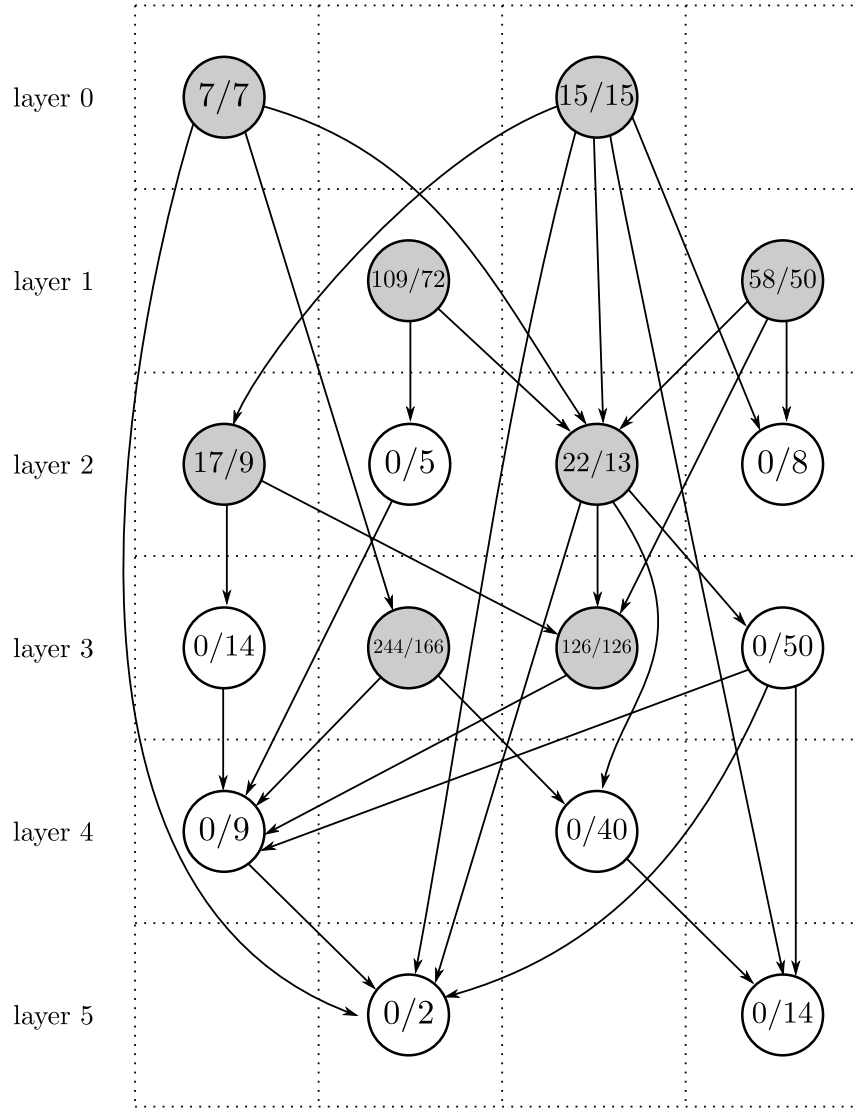 layer 0 7/7 15/15
layer 1 109/72 58/50
layer 2 17/9 0/5 22/13 0/8
layer 3 0/14 244/166 126/126 0/50
layer 4 0/9 0/40
layer 5 0/2 0/14